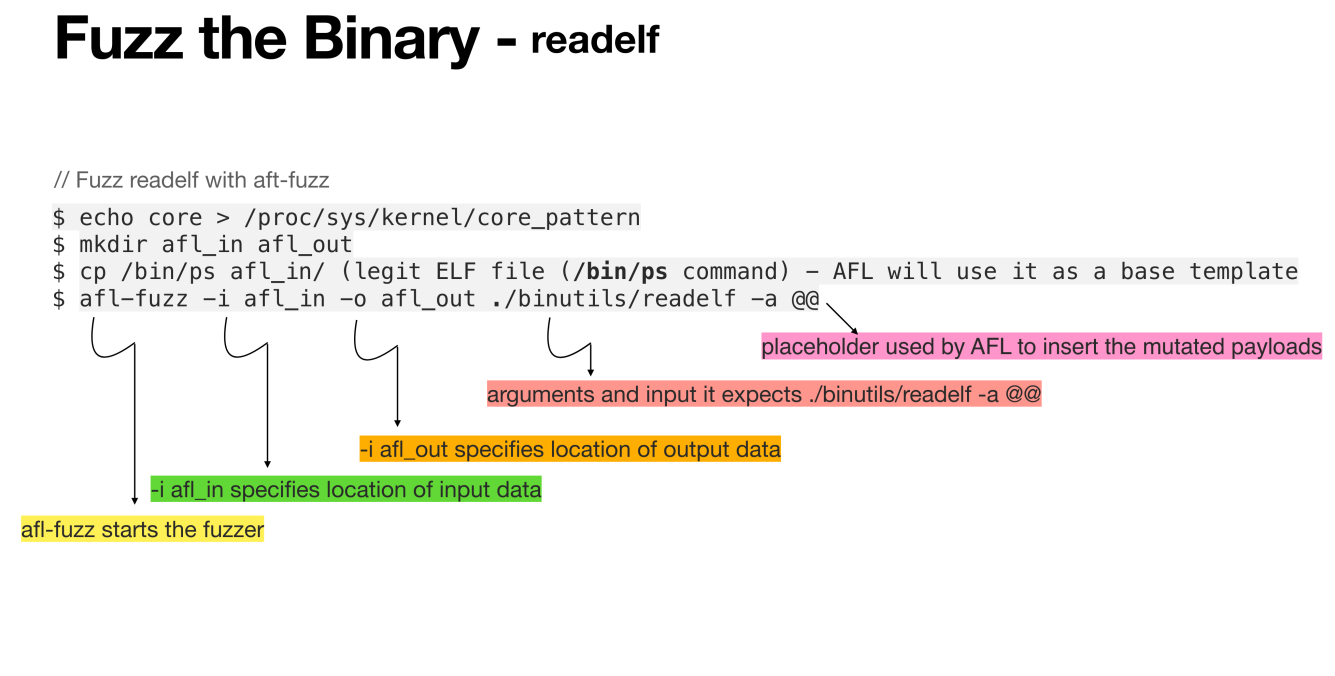 Fuzz the Binary - readelf
// Fuzz readelf with aft-fuzz
$ echo core > /proc/sys/kernel/core_pattern
$ mkdir afl_in afl_out
$ cp /bin/ps afl_in/ (legit ELF file (/bin/ps command) – AFL will use it as a base template
$ afl-fuzz -i afl_in -o afl_out ./binutils/readelf -a @@
placeholder used by AFL to insert the mutated payloads
arguments and input it expects ./binutils/readelf -a @@
-i afl_out specifies location of output data
-i afl_in specifies location of input data
afl-fuzz starts the fuzzer